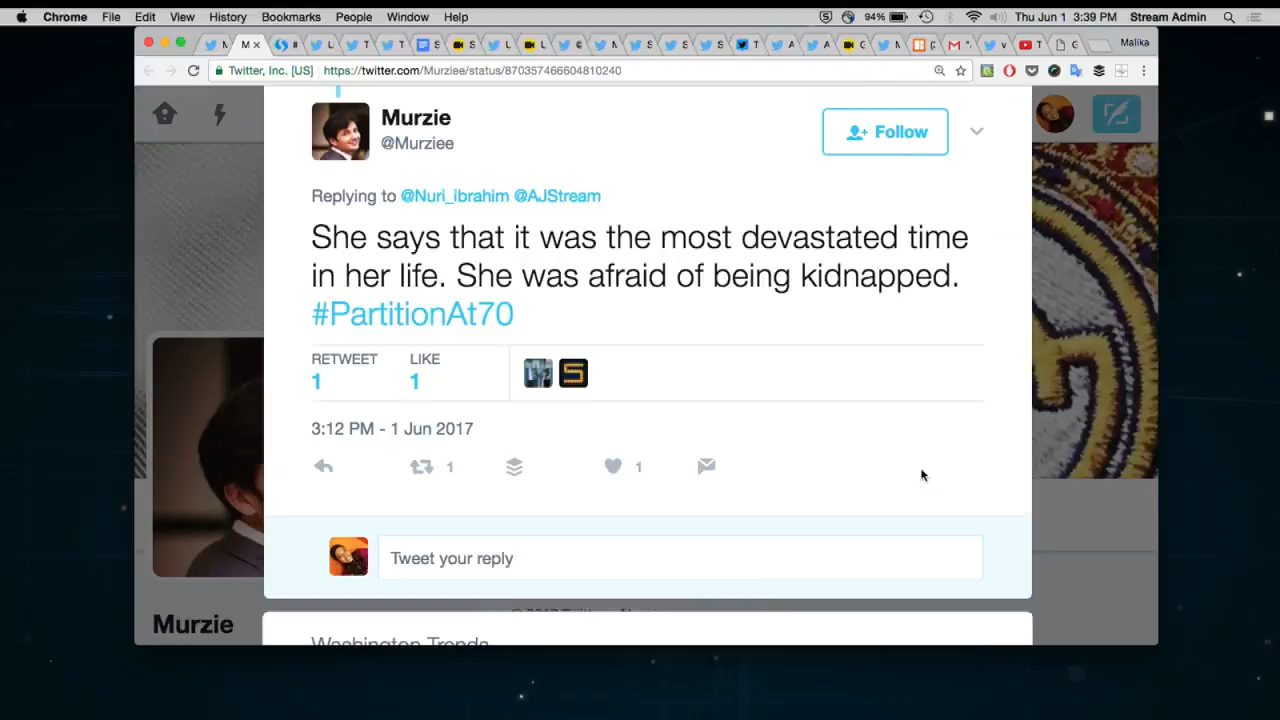 Chrome File Edit View History Bookmarks People Window Help 94% Thu Jun 1 3:39 PM Stream Admin
Malika
Twitter, Inc. [US] https://twitter.com/Murziee/status/870357466604810240
Murzie
@Murziee
Follow
Replying to @Nuri_ibrahim @AJStream
She says that it was the most devastated time
in her life. She was afraid of being kidnapped.
#PartitionAt70
RETWEET LIKE
1 1
3:12 PM - 1 Jun 2017
1 1
Tweet your reply
Murzie
Washington Trends